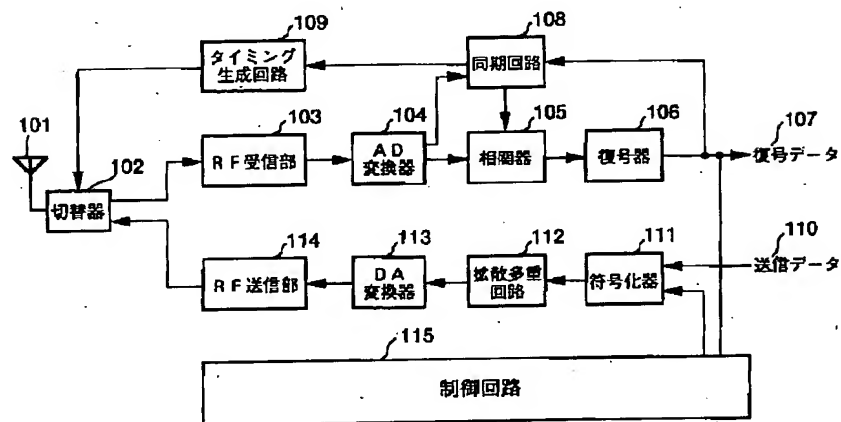 109
タイミング
生成回路
108
同期回路
101
102
切替器
103
RF受信部
104
AD
変換器
105
相関器
106
復号器
107
復号データ
114
RF送信部
113
DA
変換器
112
拡散多重
回路
111
符号化器
110
送信データ
115
制御回路